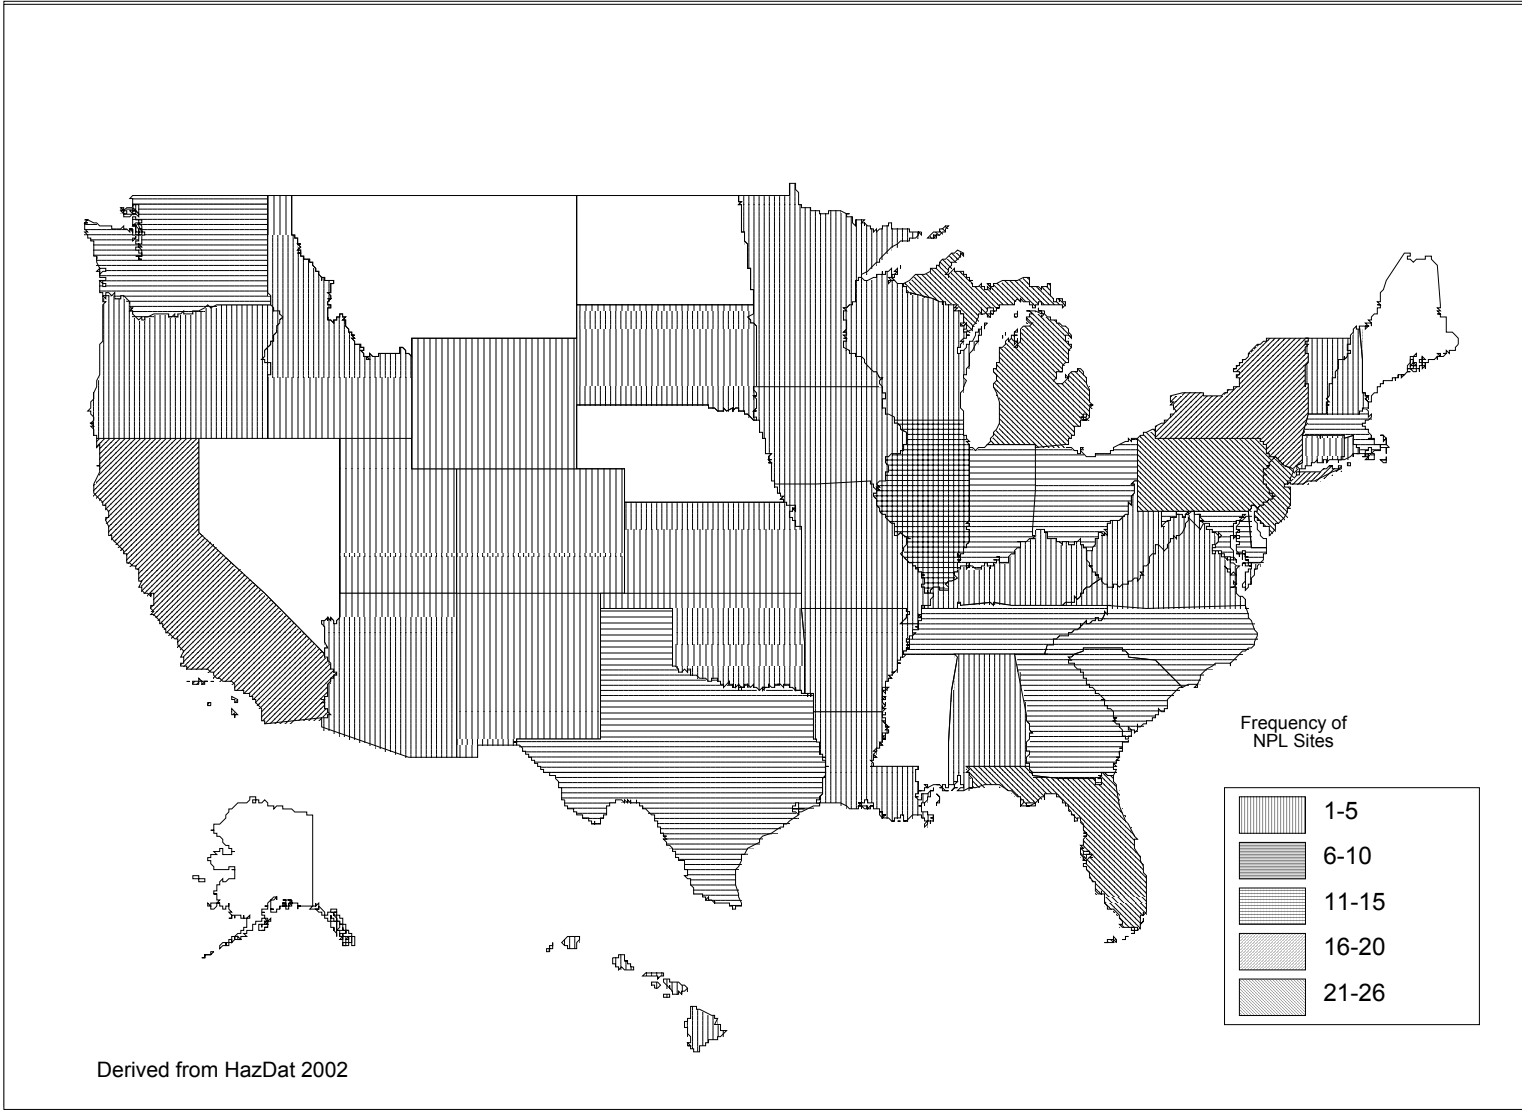 Frequency of
NPL Sites
1-5
6-10
11-15
16-20
21-26
Derived from HazDat 2002